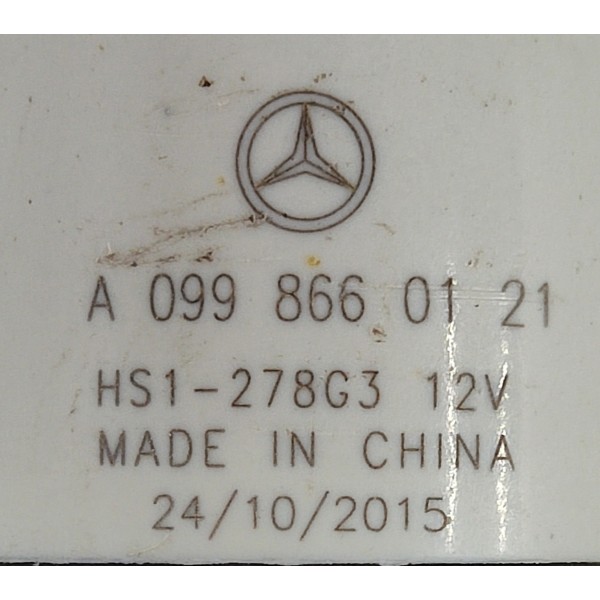 A 099 866 01 21
HS1-278G3 12V
MADE IN CHINA
24/10/2015